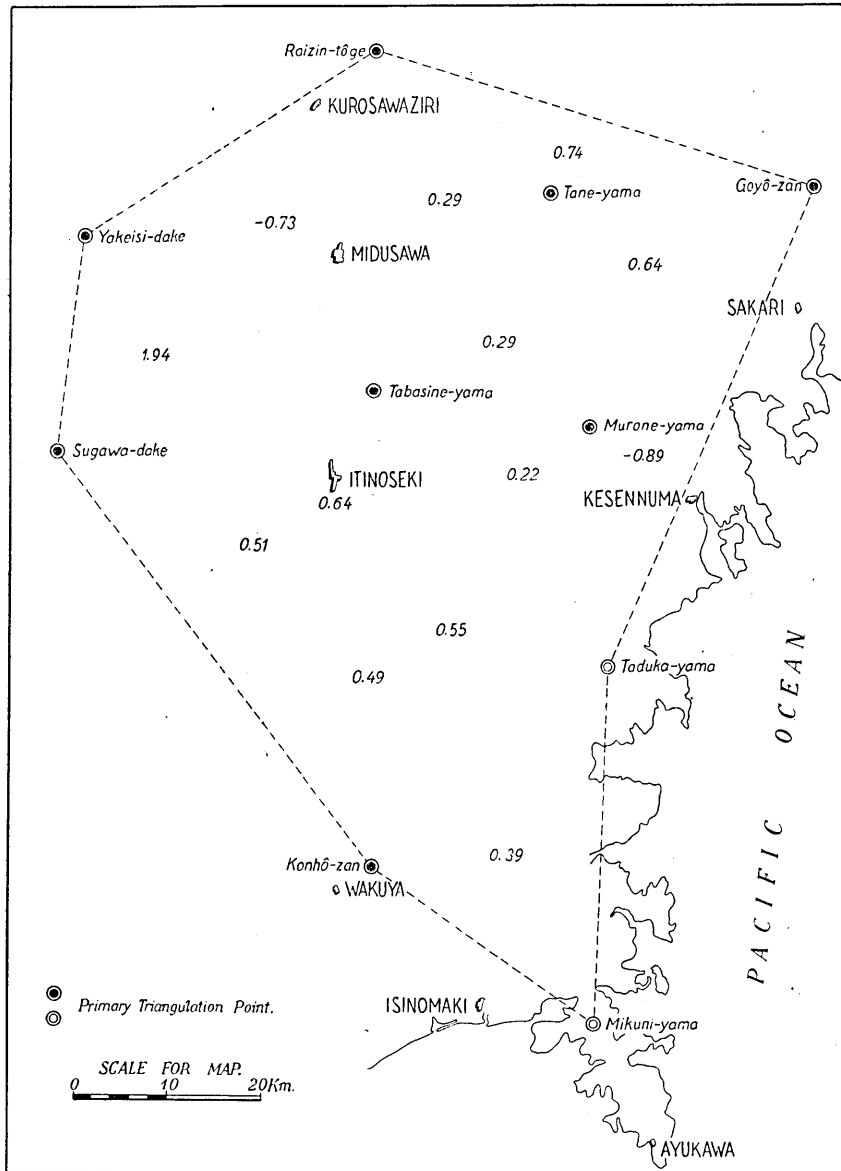 Raizin-tôge
KUROSAWAZIRI
0.74
Goyô-zan
Tane-yama
0.29
-0.73
Yakeisi-dake
MIDUSAWA
0.64
SAKARI
0.29
1.94
Tabasine-yama
Murone-yama
Sugawa-dake
-0.89
ITINOSEKI
0.22
KESENNUMA
0.64
0.51
0.55
Taduka-yama
0.49
PACIFIC OCEAN
0.39
Konhô-zan
WAKUYA
Primary Triangulation Point.
ISINOMAKI
Mikuni-yama
SCALE FOR MAP.
0 10 20Km.
AYUKAWA